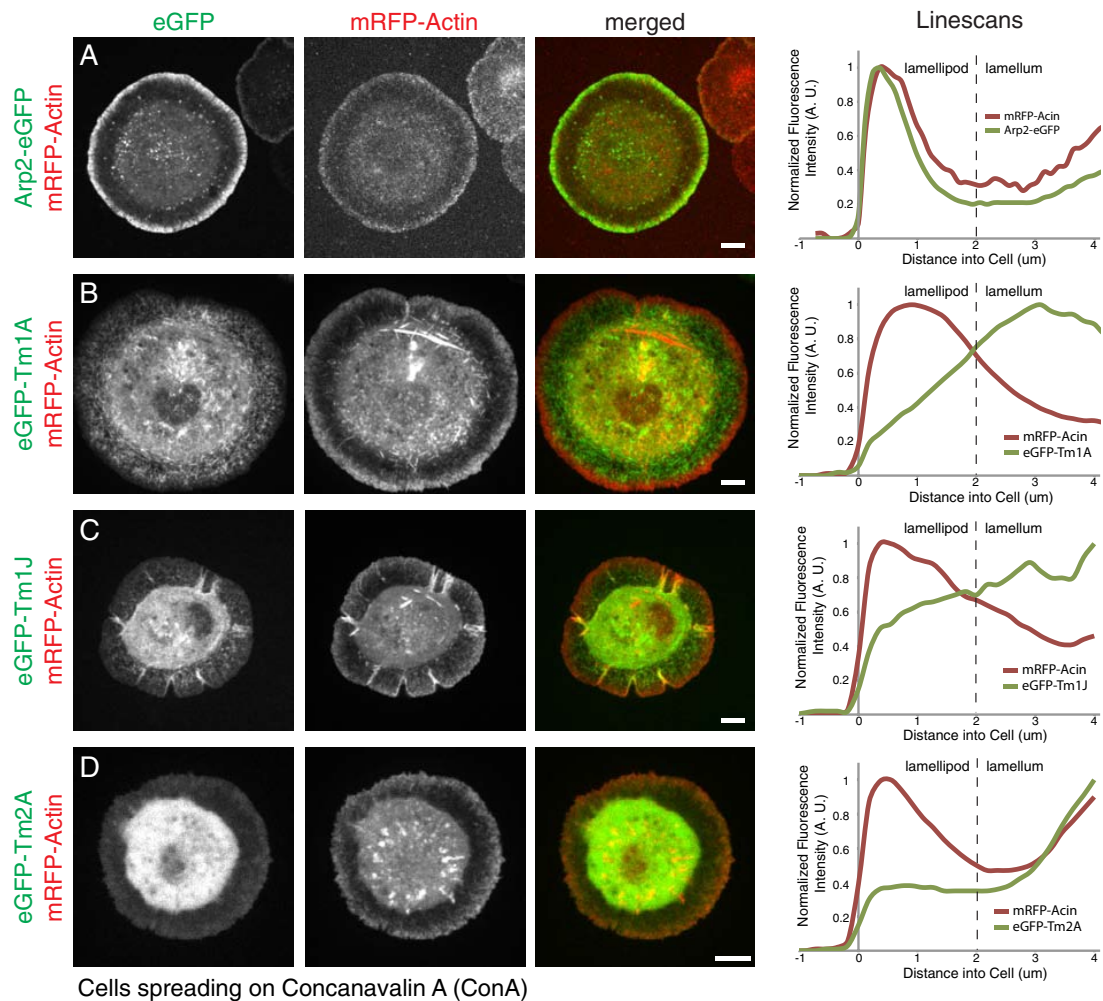 eGFP
mRFP-Actin
merged
Linescans
A
Arp2-eGFP
mRFP-Actin
Normalized Fluorescence
Intensity (A. U.)
lamellipod
lamellum
mRFP-Acin
Arp2-eGFP
1
0.8
0.6
0.4
0.2
-1
0
1
2
3
4
Distance into Cell (um)
B
eGFP-Tm1A
mRFP-Actin
Normalized Fluorescence
Intensity (A. U.)
lamellipod
lamellum
1
0.8
0.6
0.4
0.2
mRFP-Acin
eGFP-Tm1A
-1
0
1
2
3
4
Distance into Cell (um)
C
eGFP-Tm1J
mRFP-Actin
Normalized Fluorescence
Intensity (A. U.)
lamellipod
lamellum
1
0.8
0.6
0.4
0.2
mRFP-Acin
eGFP-Tm1J
-1
0
1
2
3
4
Distance into Cell (um)
D
eGFP-Tm2A
mRFP-Actin
Normalized Fluorescence
Intensity (A. U.)
lamellipod
lamellum
1
0.8
0.6
0.4
0.2
mRFP-Acin
eGFP-Tm2A
-1
0
1
2
3
4
Distance into Cell (um)
Cells spreading on Concanavalin A (ConA)